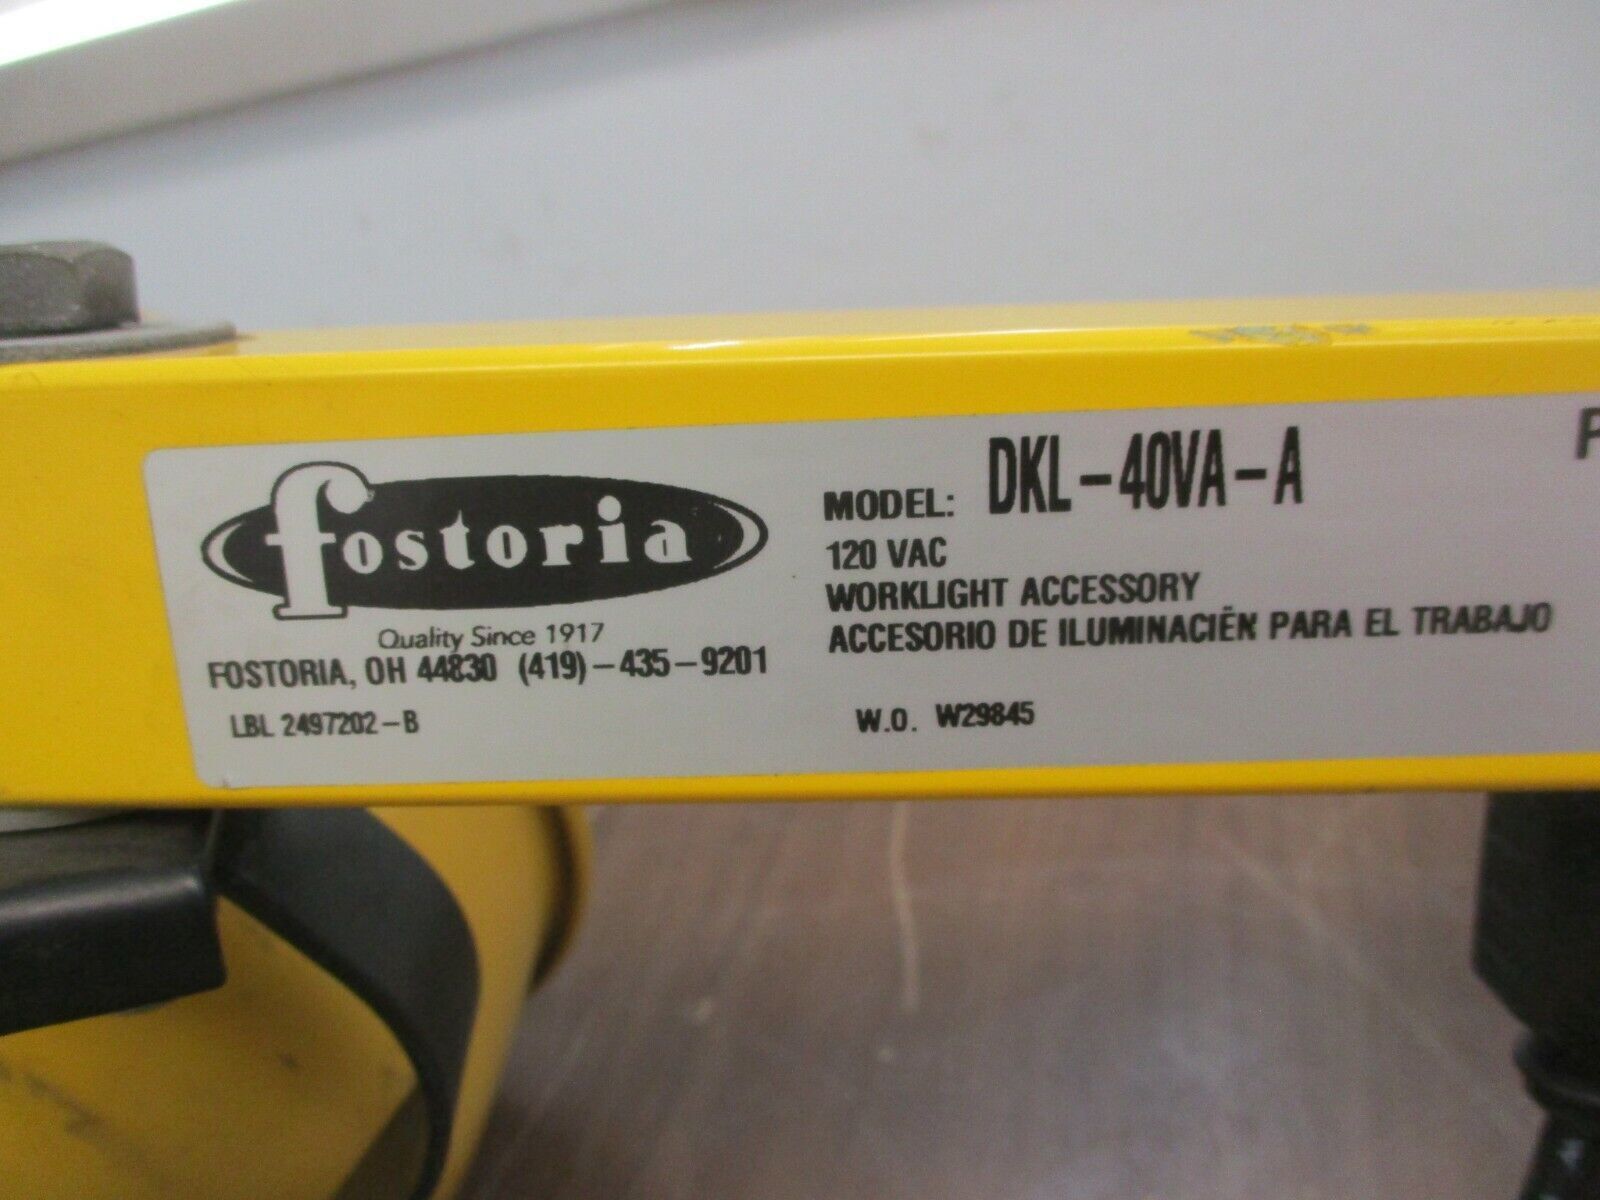 fostoria
Quality Since 1917
FOSTORIA, OH 44830 (419)-435-9201
LBL 2497202-B
MODEL: DKL-40VA-A
120 VAC
WORKLIGHT ACCESSORY
ACCESORIO DE ILUMINACIËN PARA EL TRABAJO
W.O. W29845